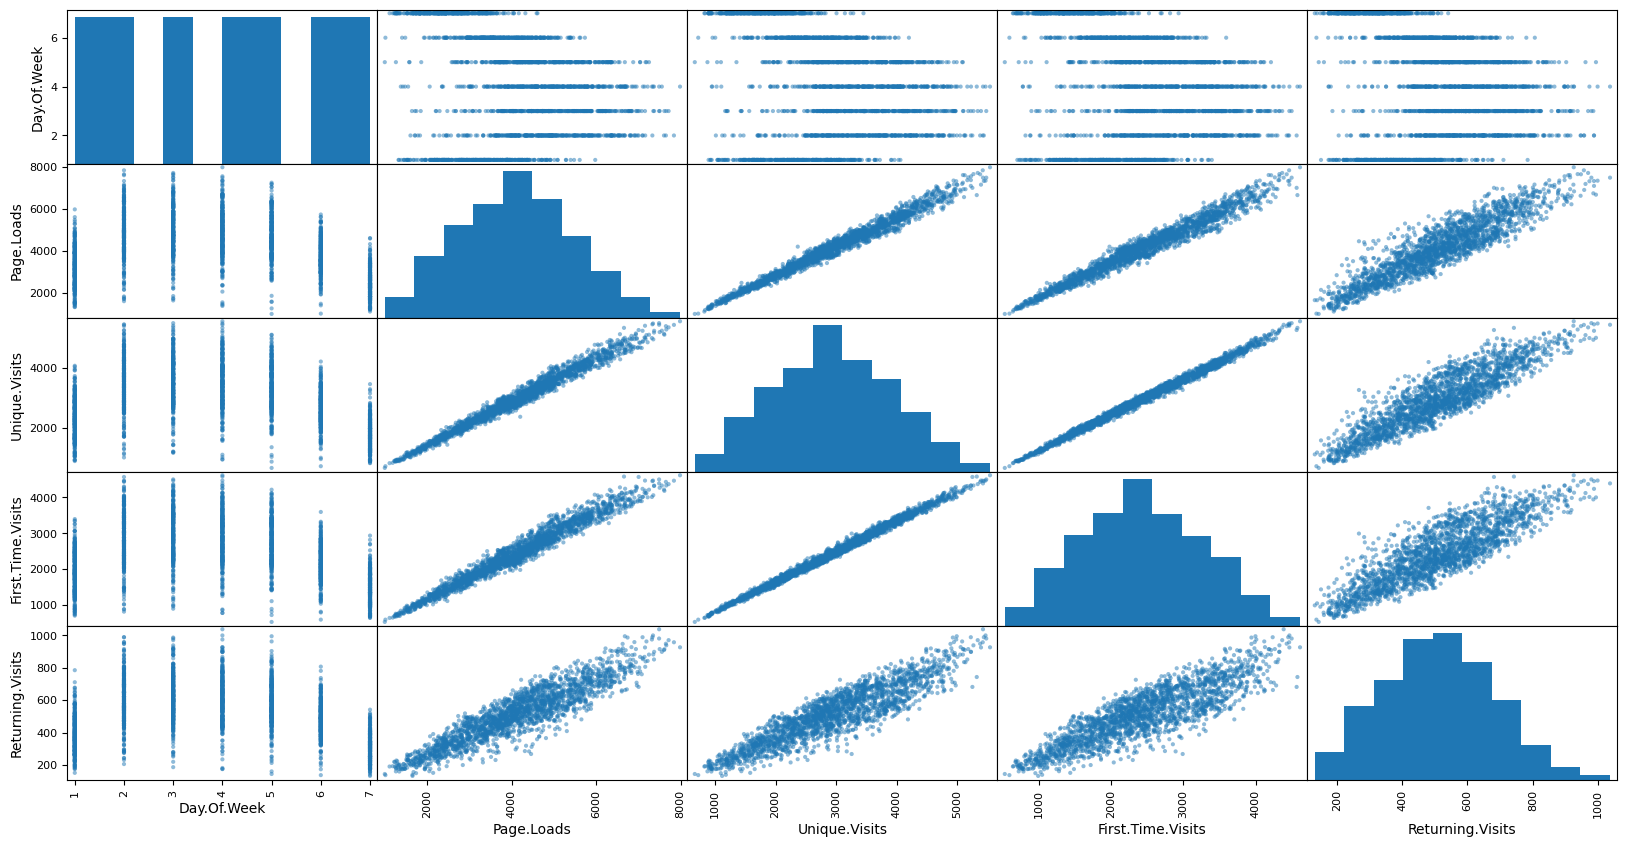 Day.Of.Week
6
4
2
Page.Loads
8000
6000
4000
2000
Unique.Visits
4000
2000
First.Time.Visits
4000
3000
2000
1000
Returning.Visits
1000
800
600
400
200
1 2 3 4 5 6 7
2000 4000 6000 8000
1000 2000 3000 4000 5000
1000 2000 3000 4000
200 400 600 800 1000
Day.Of.Week
Page.Loads Unique.Visits First.Time.Visits Returning.Visits